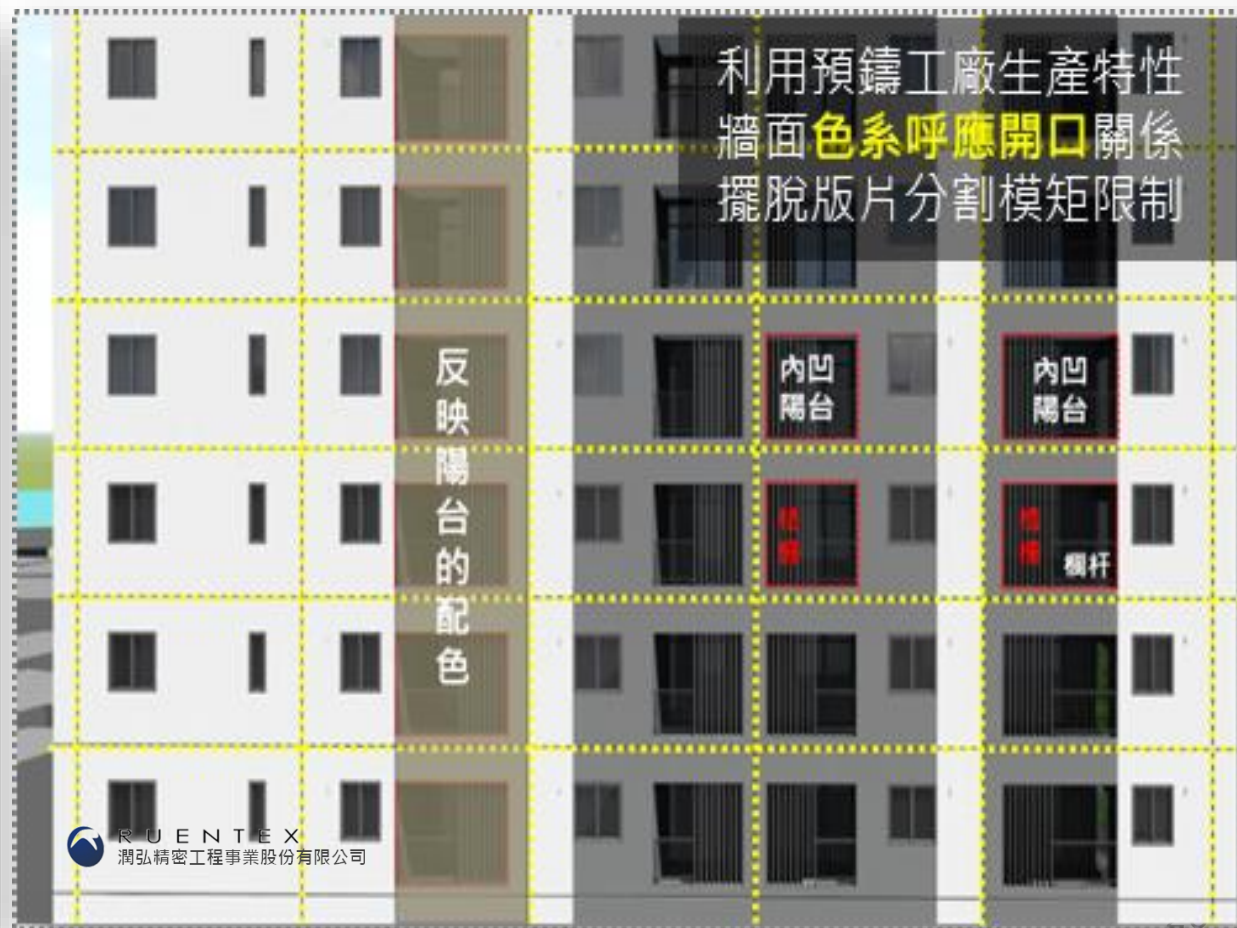 利用預鑄工廠生產特性
牆面色系呼應開口關係
擺脫版片分割模矩限制
反映陽台的配色
內凹
陽台
內凹
陽台
欄杆
RUENTEX
潤弘精密工程事業股份有限公司